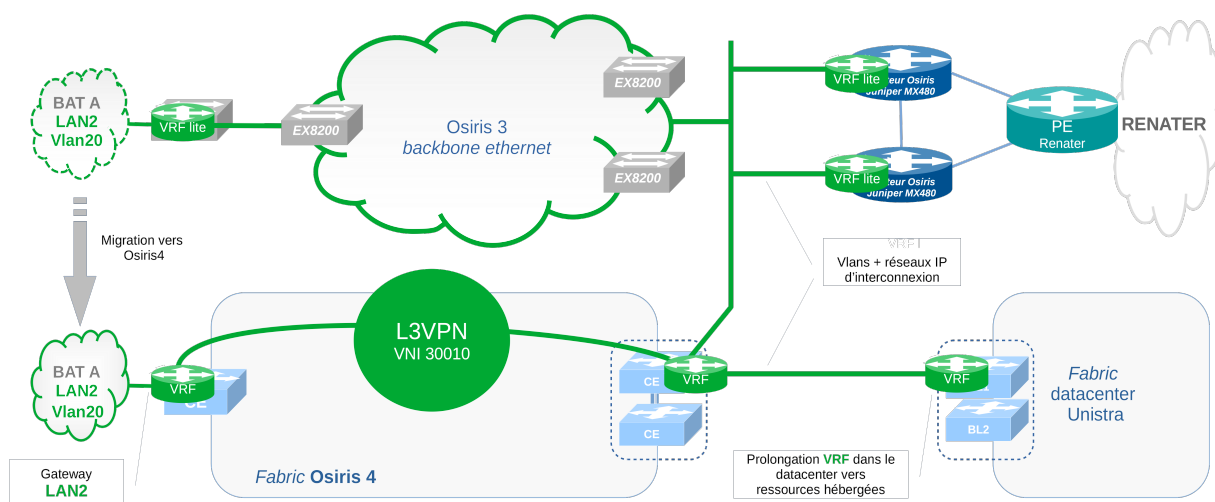 BAT A
LAN2
Vlan20
VRF lite
EX8200
Osiris 3
backbone ethernet
EX8200
EX8200
VRF lite
Osiris
Juniper MX480
VRF lite
Osiris
Juniper MX480
PE
Renater
RENATER
Migration vers
Osiris4
Vlans + réseaux IP
d'interconnexion
BAT A
LAN2
Vlan20
VRF
CE
L3VPN
VNI 30010
CE
VRF
CE
VRF
BL2
Fabric
datacenter
Unistra
Gateway
LAN2
Fabric Osiris 4
Prolongation VRF dans le
datacenter vers
ressources hébergées